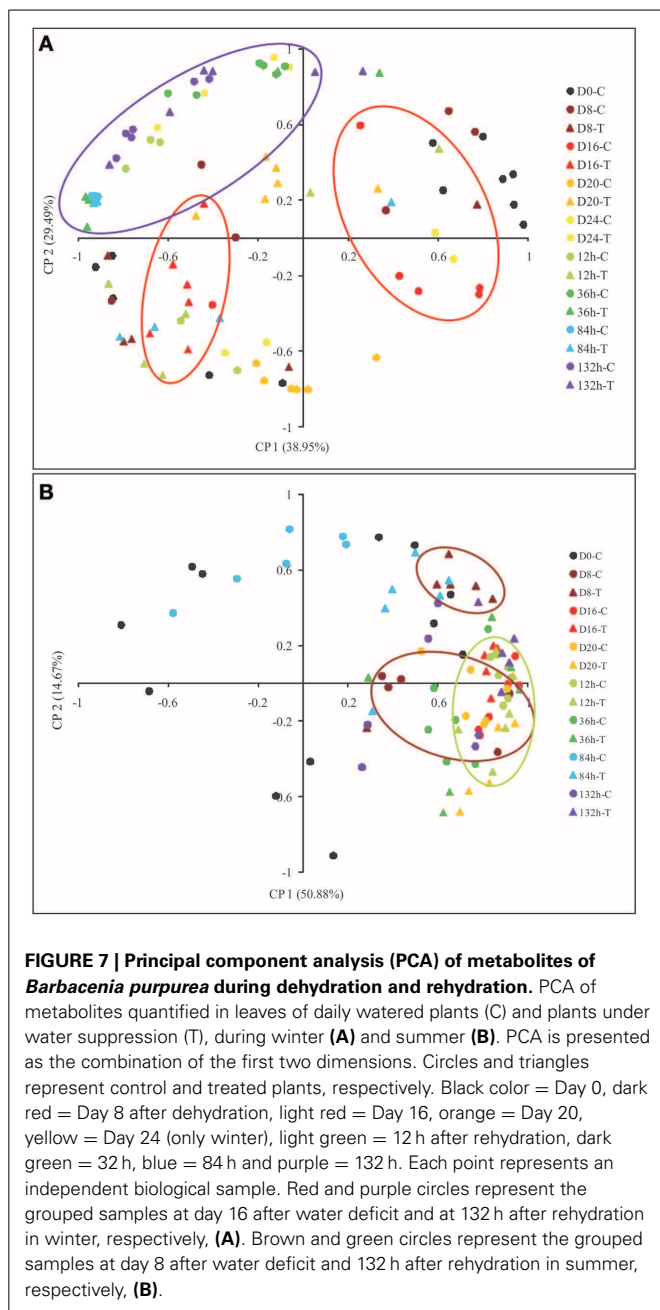 A
1
0.6
0.2
-1
-0.6
-0.2
0.2
0.6
1
-0.2
-0.6
-1
CP 2 (29.49%)
CP 1 (38.95%)
D0-C
D8-C
D8-T
D16-C
D16-T
D20-C
D20-T
D24-C
D24-T
12h-C
12h-T
36h-C
36h-T
84h-C
84h-T
132h-C
132h-T
B
1
0.6
0.2
-1
-0.6
-0.2
0.2
0.6
1
-0.2
-0.6
-1
CP 2 (14.67%)
CP 1 (50.88%)
D0-C
D8-C
D8-T
D16-C
D16-T
D20-C
D20-T
12h-C
12h-T
36h-C
36h-T
84h-C
84h-T
132h-C
132h-T
FIGURE 7 | Principal component analysis (PCA) of metabolites of
Barbacenia purpurea during dehydration and rehydration. PCA of
metabolites quantified in leaves of daily watered plants (C) and plants under
water suppression (T), during winter (A) and summer (B). PCA is presented
as the combination of the first two dimensions. Circles and triangles
represent control and treated plants, respectively. Black color = Day 0, dark
red = Day 8 after dehydration, light red = Day 16, orange = Day 20,
yellow = Day 24 (only winter), light green = 12 h after rehydration, dark
green = 32 h, blue = 84 h and purple = 132 h. Each point represents an
independent biological sample. Red and purple circles represent the
grouped samples at day 16 after water deficit and at 132 h after rehydration
in winter, respectively, (A). Brown and green circles represent the grouped
samples at day 8 after water deficit and 132 h after rehydration in summer,
respectively, (B).